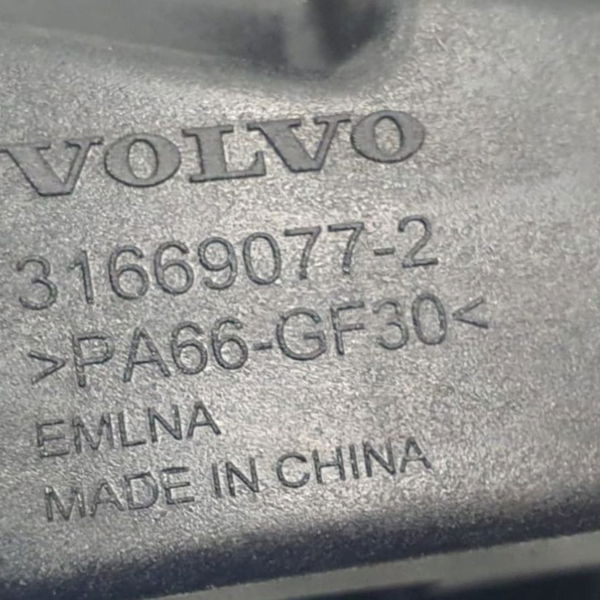 VOLVO
31669077-2
>PA66-GF30<
EMLNA
MADE IN CHINA